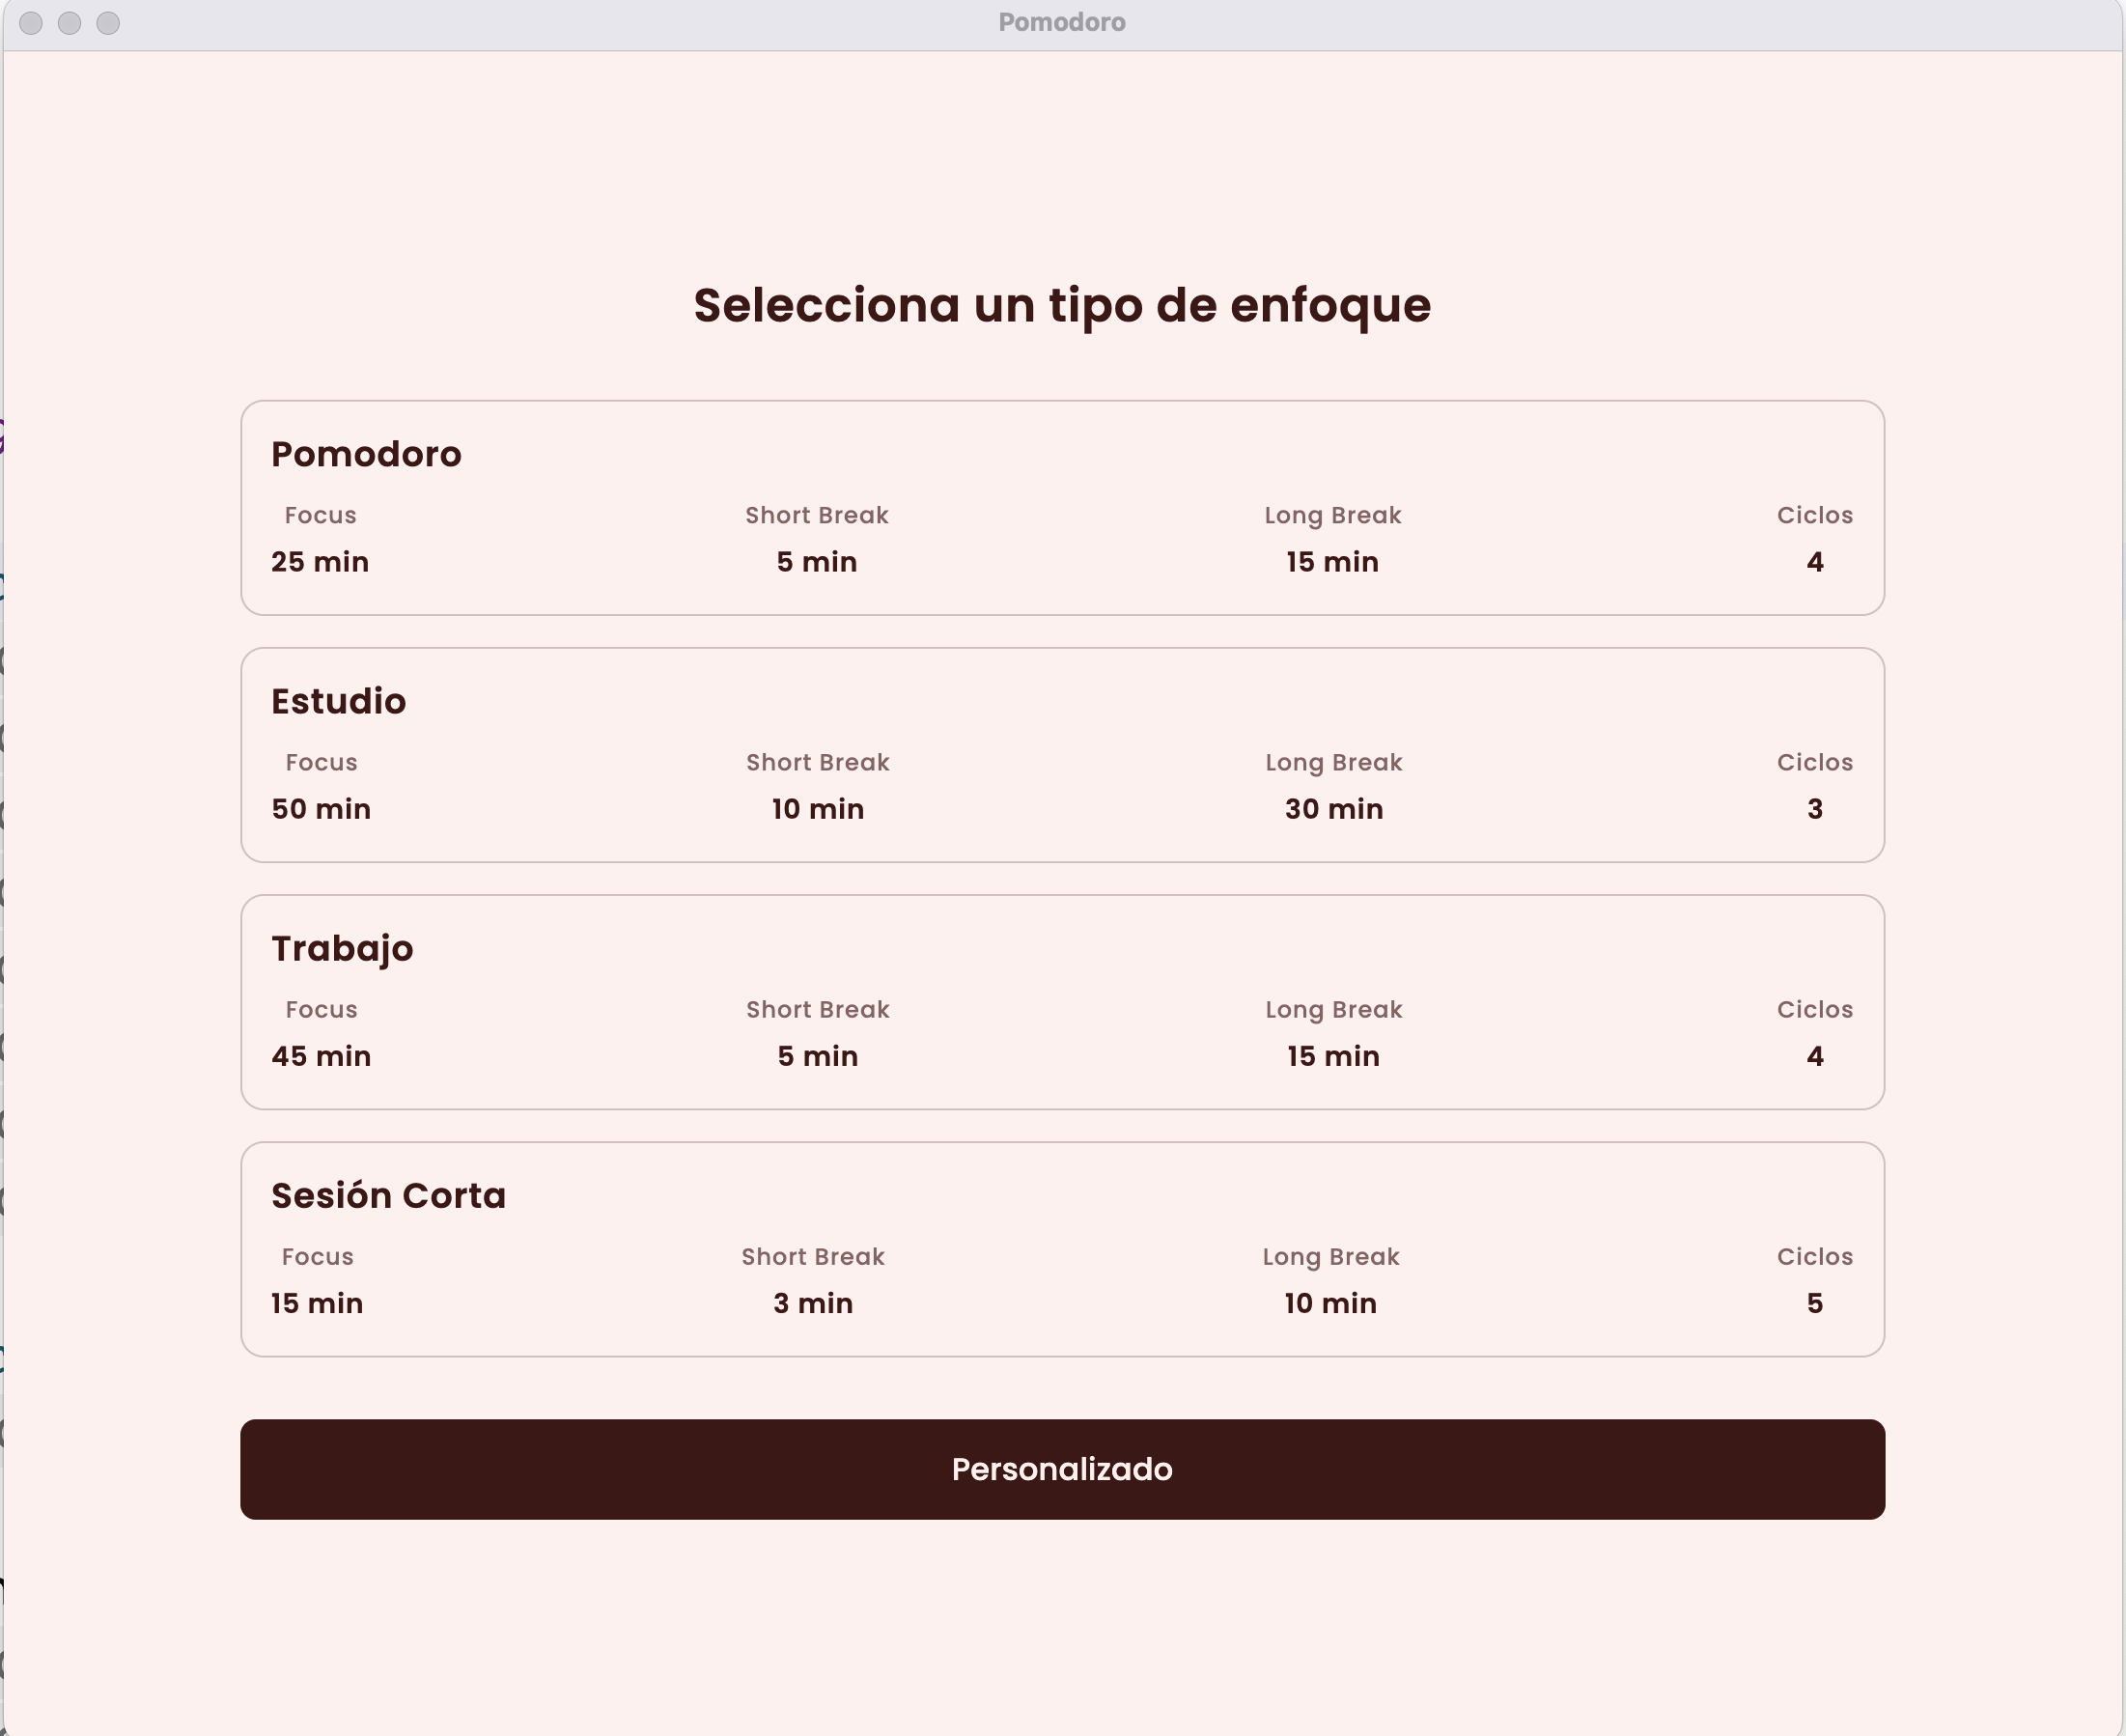 Pomodoro
Selecciona un tipo de enfoque
Pomodoro
Focus Short Break Long Break Ciclos
25 min 5 min 15 min 4
Estudio
Focus Short Break Long Break Ciclos
50 min 10 min 30 min 3
Trabajo
Focus Short Break Long Break Ciclos
45 min 5 min 15 min 4
Sesión Corta
Focus Short Break Long Break Ciclos
15 min 3 min 10 min 5
Personalizado